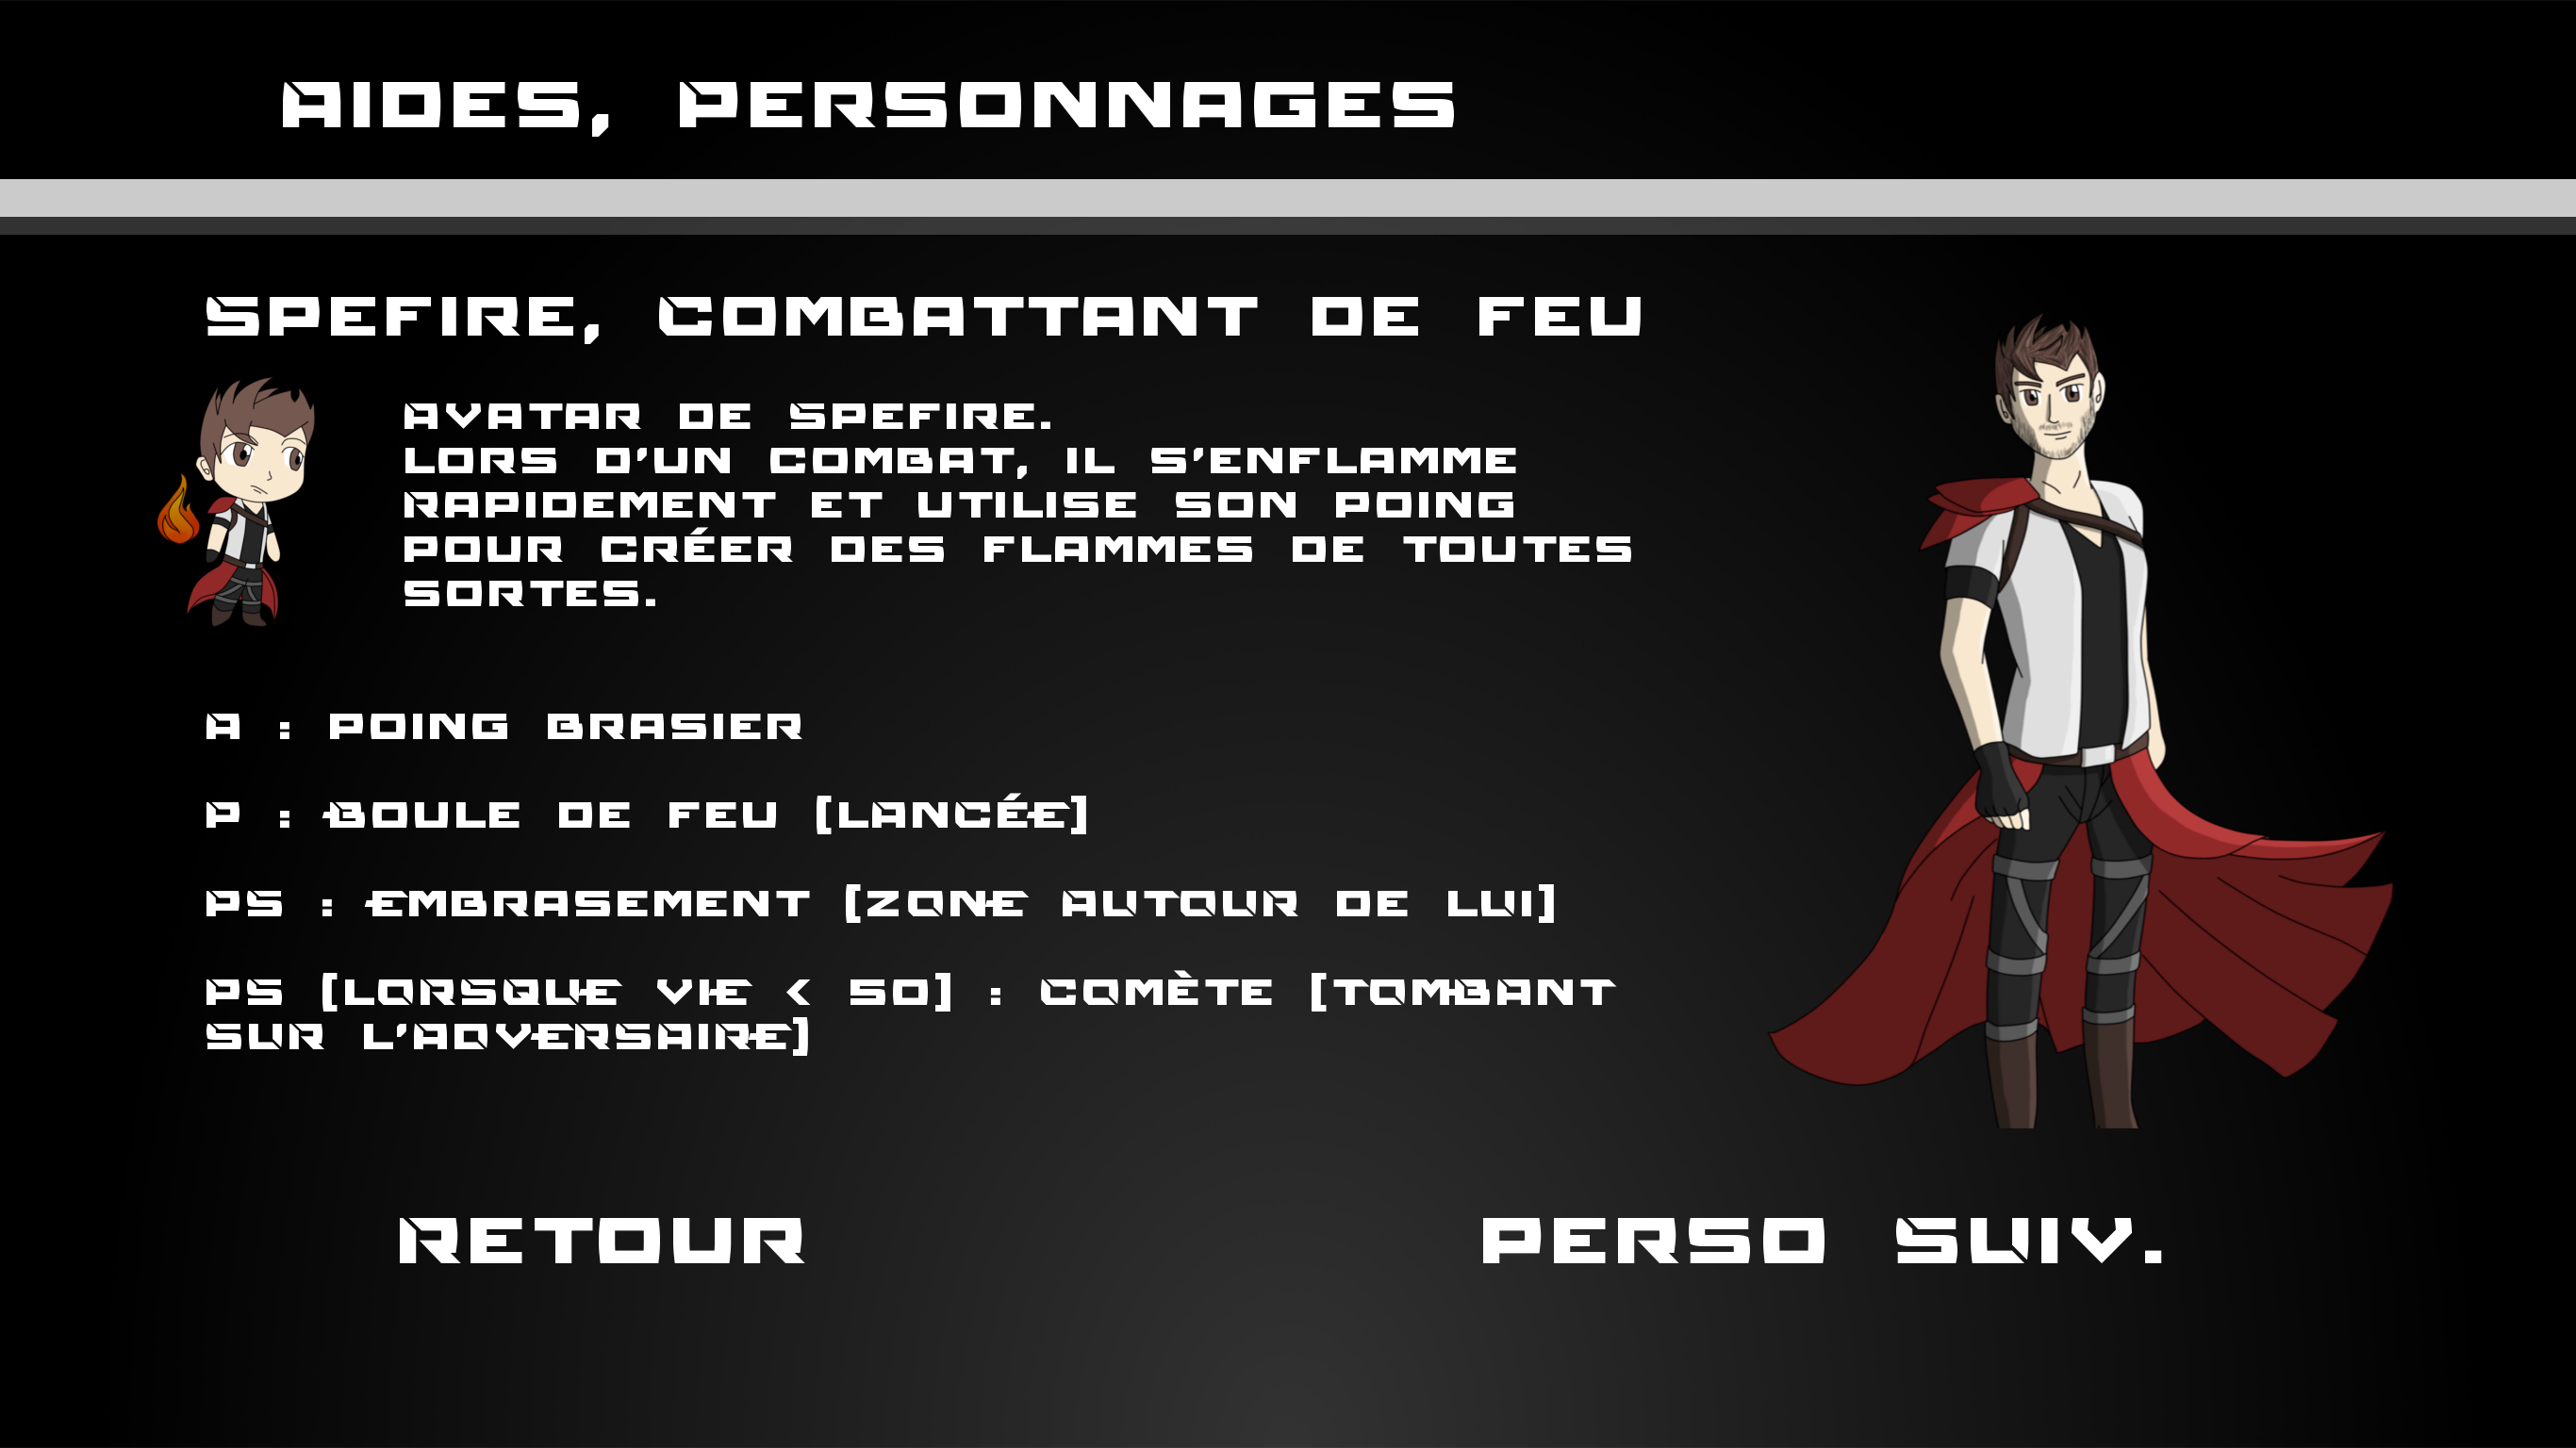 AIDES, PERSONNAGES
SPEFIRE, COMBATTANT DE FEU
AVATAR DE SPEFIRE.
LORS D'UN COMBAT, IL S'ENFLAMME
RAPIDEMENT ET UTILISE SON POING
POUR CRÉER DES FLAMMES DE TOUTES
SORTES.
A : POING BRASIER
P : BOULE DE FEU [LANCÉE]
PS : EMBRASEMENT [ZONE AUTOUR DE LUI]
PS [LORSQUE VIE < 50] : COMÈTE [TOMBANT
SUR L'ADVERSAIRE]
RETOUR
PERSO SUIV.